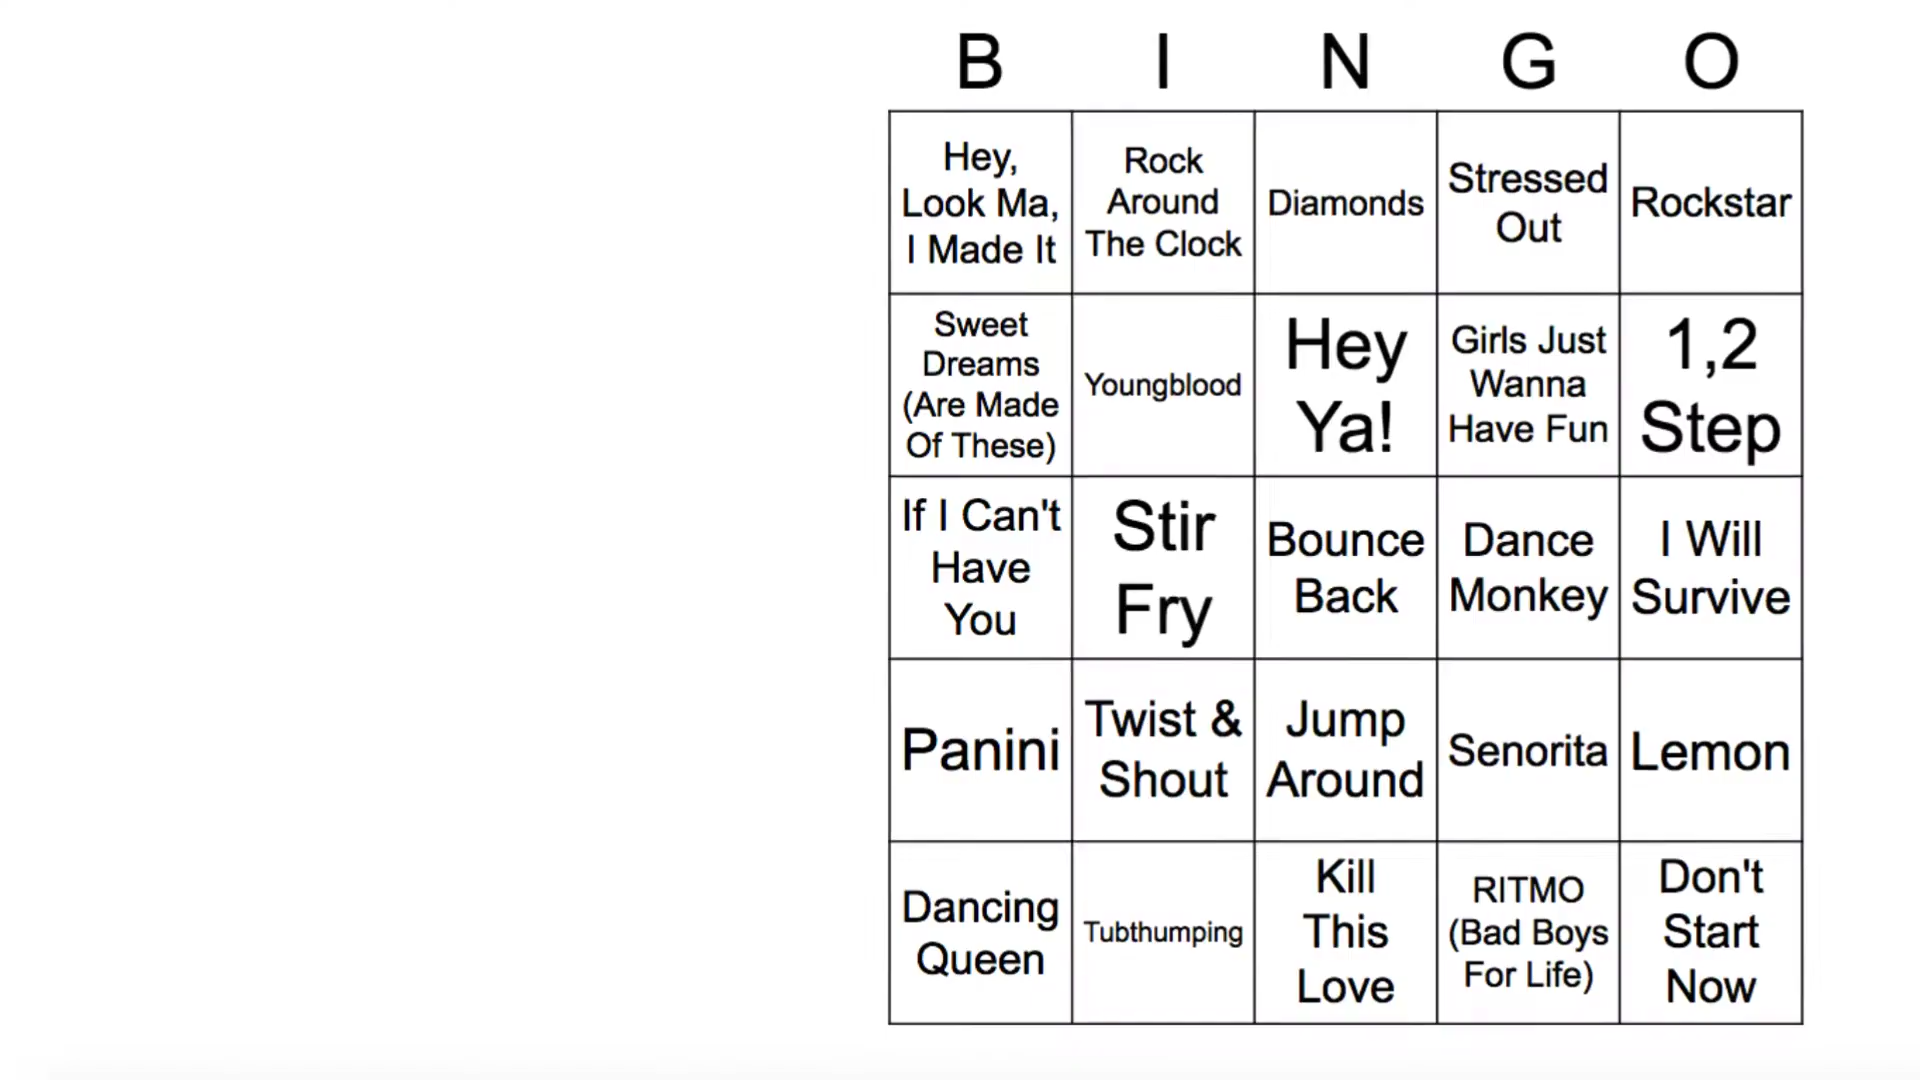 B I N G O
Hey,
Look Ma,
I Made It
Rock
Around
The Clock
Diamonds
Stressed
Out
Rockstar
Sweet
Dreams
(Are Made
Of These)
Youngblood
Hey
Ya!
Girls Just
Wanna
Have Fun
1,2
Step
If I Can't
Have
You
Stir
Fry
Bounce
Back
Dance
Monkey
I Will
Survive
Panini
Twist &
Shout
Jump
Around
Senorita
Lemon
Dancing
Queen
Tubthumping
Kill
This
Love
RITMO
(Bad Boys
For Life)
Don't
Start
Now